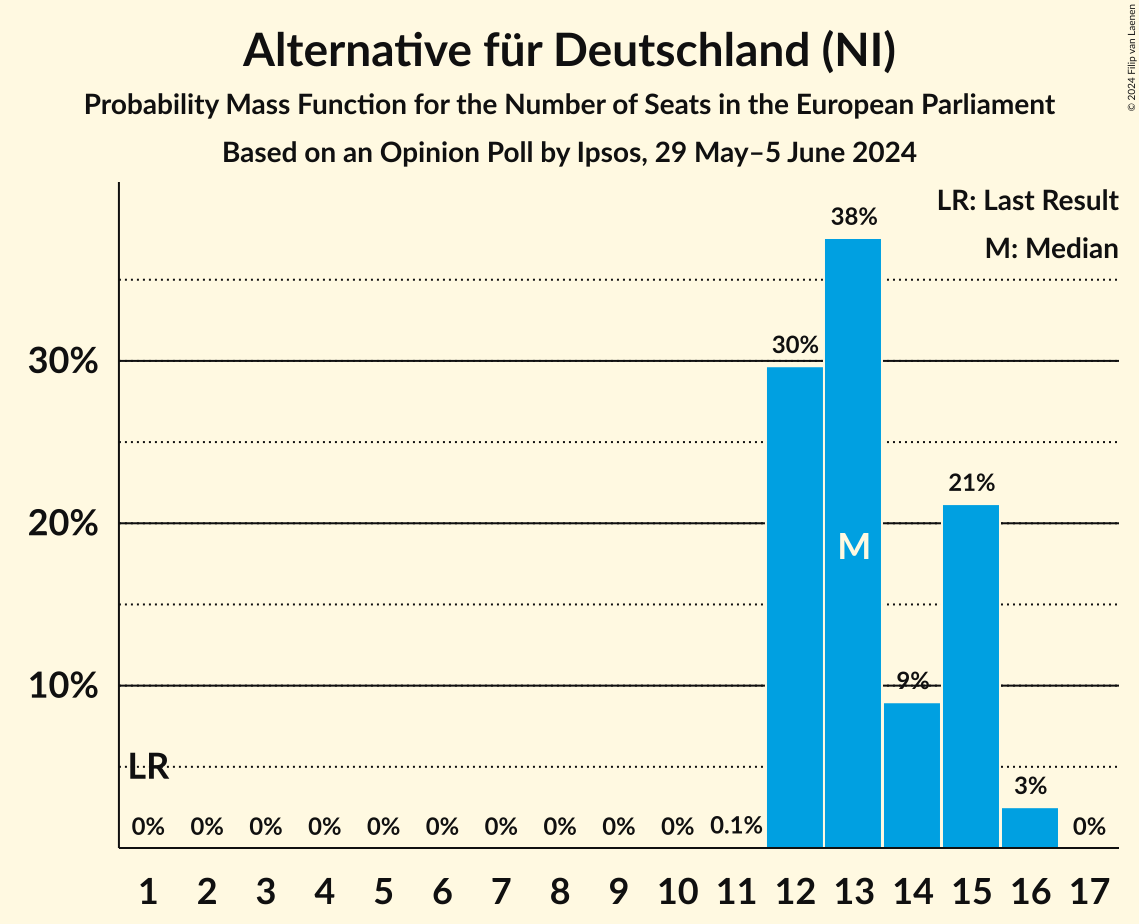 Alternative für Deutschland (NI)
Probability Mass Function for the Number of Seats in the European Parliament
Based on an Opinion Poll by Ipsos, 29 May–5 June 2024
© 2024 Filip van Laenen
LR: Last Result
M: Median
38%
30%
30%
21%
20%
M
10%
9%
LR
3%
0% 0% 0% 0% 0% 0% 0% 0% 0% 0% 0.1% 0%
1 2 3 4 5 6 7 8 9 10 11 12 13 14 15 16 17